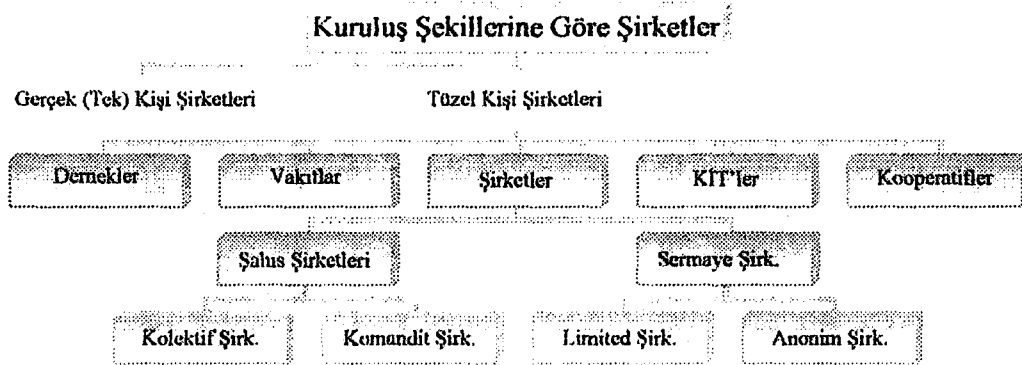 Kuruluş Şekillerine Göre Şirketler
Gerçek (Tek) Kişi Şirketleri
Tüzel Kişi Şirketleri
Dernekler
Vakıflar
Şirketler
KİT'ler
Kooperatifler
Şahıs Şirketleri
Sermaye Şirk.
Kolektif Şirk.
Komandit Şirk.
Limited Şirk.
Anonim Şirk.